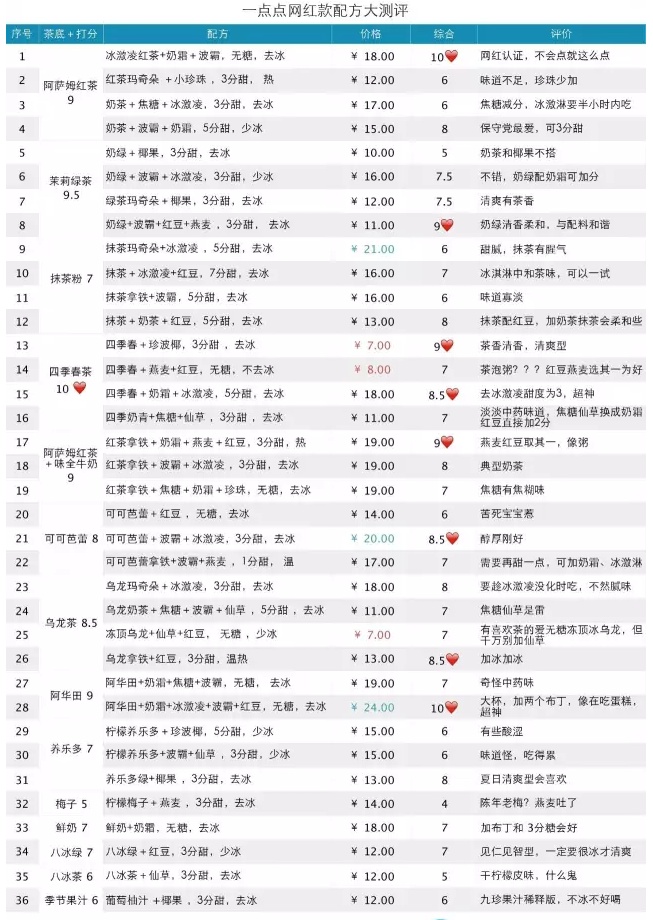 一点点网红款配方大测评
序号 茶底＋打分 配方 价格 综合 评价
1 冰激凌红茶+奶霜＋波霸，无糖，去冰 ¥ 18.00 10❤ 网红认证，不会点就这么点
2 红茶玛奇朵 ＋小珍珠 ，3分甜， 热 ¥ 12.00 6 味道不足，珍珠少加
阿萨姆红茶
9
3 奶茶＋焦糖＋冰激凌，3分甜，去冰 ¥ 17.00 6 焦糖减分，冰激淋要半小时内吃
4 奶茶＋波霸＋奶霜，5分甜，少冰 ¥ 15.00 8 保守党最爱，可3分甜
5 奶绿＋椰果，3分甜，去冰 ¥ 10.00 5 奶茶和椰果不搭
6 奶绿＋波霸＋冰激凌，3分甜，少冰 ¥ 16.00 7.5 不错，奶绿配奶霜可加分
茉莉绿茶
9.5
7 绿茶玛奇朵＋椰果，3分甜，去冰 ¥ 12.00 7.5 清爽有茶香
8 奶绿+波霸＋红豆＋燕麦 ，3分甜， 去冰 ¥ 11.00 9❤ 奶绿清香柔和，与配料和谐
9 抹茶玛奇朵+冰激凌 ，5分甜，去冰 ¥ 21.00 6 甜腻，抹茶有腥气
10 抹茶＋冰激凌+红豆，7分甜，去冰 ¥ 16.00 7 冰淇淋中和茶味，可以一试
抹茶粉 7
11 抹茶拿铁+波霸，5分甜，去冰 ¥ 16.00 6 味道寡淡
12 抹茶＋奶茶＋红豆，5分甜，去冰 ¥ 13.00 8 抹茶配红豆，加奶茶抹茶会柔和些
13 四季春＋珍波椰，3分甜 ，去冰 ¥ 7.00 9❤ 茶香清香，清爽型
14 四季春＋燕麦+红豆，无糖，不去冰 ¥ 8.00 7 茶泡粥？？？红豆燕麦选其一为好
四季春茶
10 ❤
15 四季春＋奶霜＋冰激凌，5分甜，去冰 ¥ 18.00 8.5❤ 去冰激凌甜度为3，超神
16 四季奶青+焦糖+仙草 ，3分甜 ，去冰 ¥ 11.00 7 淡淡中药味道，焦糖仙草换成奶霜
红豆直接加2分
17 红茶拿铁＋奶霜＋燕麦＋红豆，3分甜，热 ¥ 19.00 9❤ 燕麦红豆取其一，像粥
阿萨姆红茶
＋味全牛奶
9
18 红茶拿铁＋波霸＋冰激凌 ，3分甜，去冰 ¥ 19.00 8 典型奶茶
19 红茶拿铁＋焦糖＋奶霜＋珍珠，无糖，去冰 ¥ 19.00 7 焦糖有焦糊味
20 可可芭蕾＋红豆 ，无糖，去冰 ¥ 14.00 6 苦死宝宝惹
21 可可芭蕾 8 可可芭蕾＋波霸＋冰激凌，3分甜，去冰 ¥ 20.00 8.5❤ 醇厚刚好
22 可可芭蕾拿铁+波霸+燕麦 ，1分甜， 温 ¥ 17.00 7 需要再甜一点，可加奶霜、冰激淋
23 乌龙玛奇朵＋冰激凌，3分甜，去冰 ¥ 18.00 8 要趁冰激凌没化时吃，不然腻味
24 乌龙奶茶＋焦糖＋波霸＋仙草 ，5分甜 ，去冰 ¥ 11.00 7 焦糖仙草足雷
乌龙茶 8.5
25 冻顶乌龙+仙草+红豆， 无糖 ，少冰 ¥ 7.00 7 有喜欢茶的爱无糖冻顶冰乌龙，但
千万别加仙草
26 乌龙拿铁+红豆，3分甜，温热 ¥ 13.00 8.5❤ 加冰加冰
27 阿华田+奶霜+焦糖+波霸，无糖， 去冰 ¥ 19.00 7 奇怪中药味
阿华田 9
28 阿华田+奶霜+冰激凌+波霸+红豆，无糖，去冰 ¥ 24.00 10❤ 大杯，加两个布丁，像在吃蛋糕，
超神
29 柠檬养乐多＋珍波椰，5分甜，少冰 ¥ 15.00 6 有些酸涩
养乐多 7
30 柠檬养乐多+波霸+仙草 ，3分甜，少冰 ¥ 15.00 6 味道怪，吃得累
31 养乐多绿+椰果 ，3分甜，去冰 ¥ 13.00 8 夏日清爽型会喜欢
32 梅子 5 柠檬梅子＋燕麦 ，3分甜，去冰 ¥ 14.00 4 陈年老梅？燕麦吐了
33 鲜奶 7 鲜奶+奶霜，无糖，去冰 ¥ 18.00 7 加布丁和 3分糖会好
34 八冰绿 7 八冰绿＋红豆，3分甜，少冰 ¥ 12.00 7 见仁见智型，一定要很冰才清爽
35 八冰茶 6 八冰茶＋仙草，3分甜，去冰 ¥ 12.00 5 干柠檬皮味，什么鬼
36 季节果汁 6 葡萄柚汁 ＋椰果 ，3分甜，去冰 ¥ 12.00 6 九珍果汁稀释版，不冰不好喝